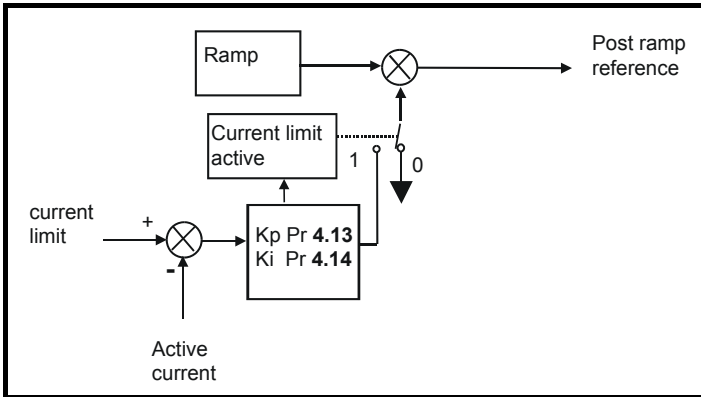 Ramp
Post ramp
reference
Current limit
active
1
0
current
limit
+
-
Kp Pr 4.13
Ki Pr 4.14
Active
current